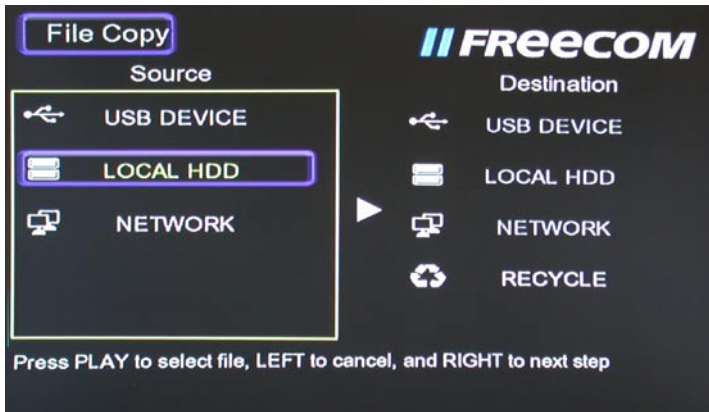 File Copy
FREECOM
Source
Destination
USB DEVICE
USB DEVICE
LOCAL HDD
LOCAL HDD
NETWORK
NETWORK
RECYCLE
Press PLAY to select file, LEFT to cancel, and RIGHT to next step